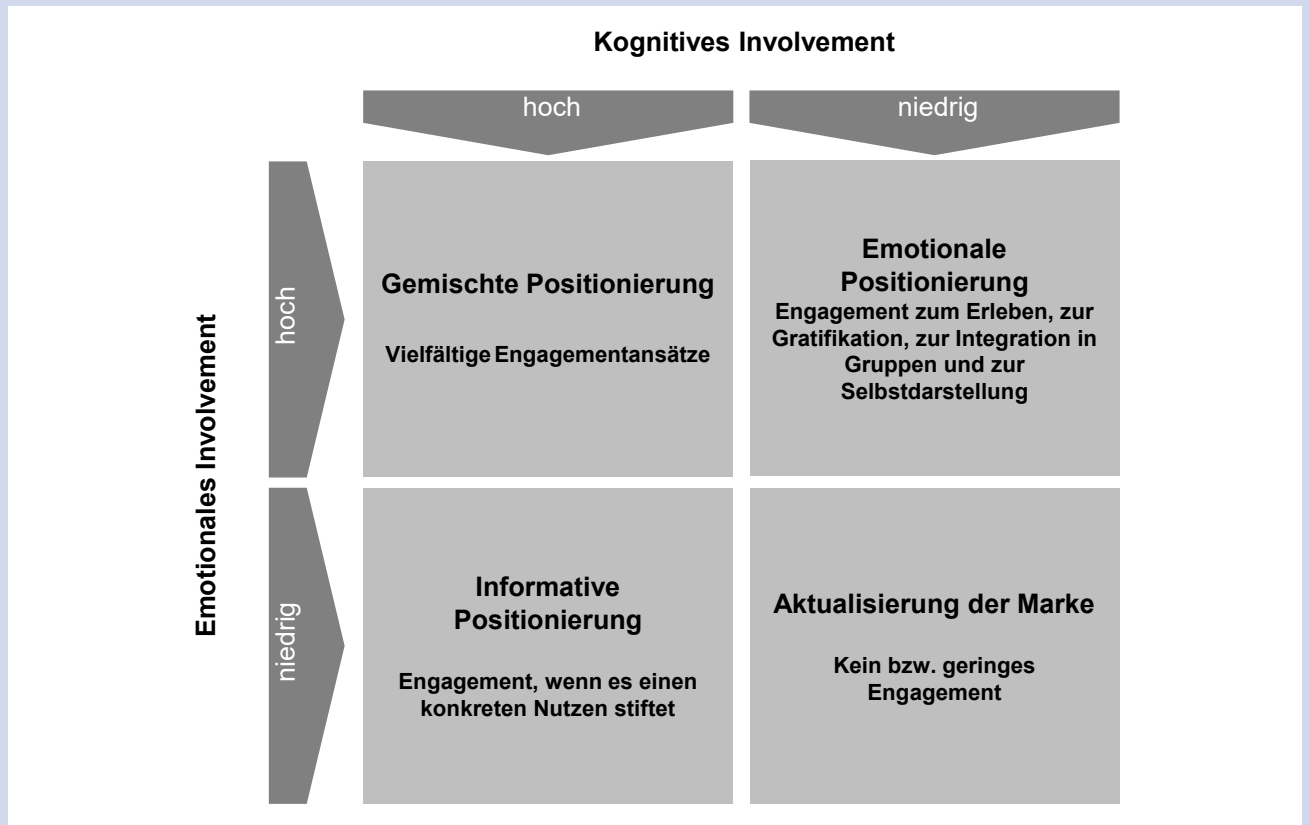 Kognitives Involvement
hoch
niedrig
Emotionales Involvement
hoch
Gemischte Positionierung
Vielfältige Engagementansätze
Emotionale
Positionierung
Engagement zum Erleben, zur
Gratifikation, zur Integration in
Gruppen und zur
Selbstdarstellung
niedrig
Informative
Positionierung
Engagement, wenn es einen
konkreten Nutzen stiftet
Aktualisierung der Marke
Kein bzw. geringes
Engagement